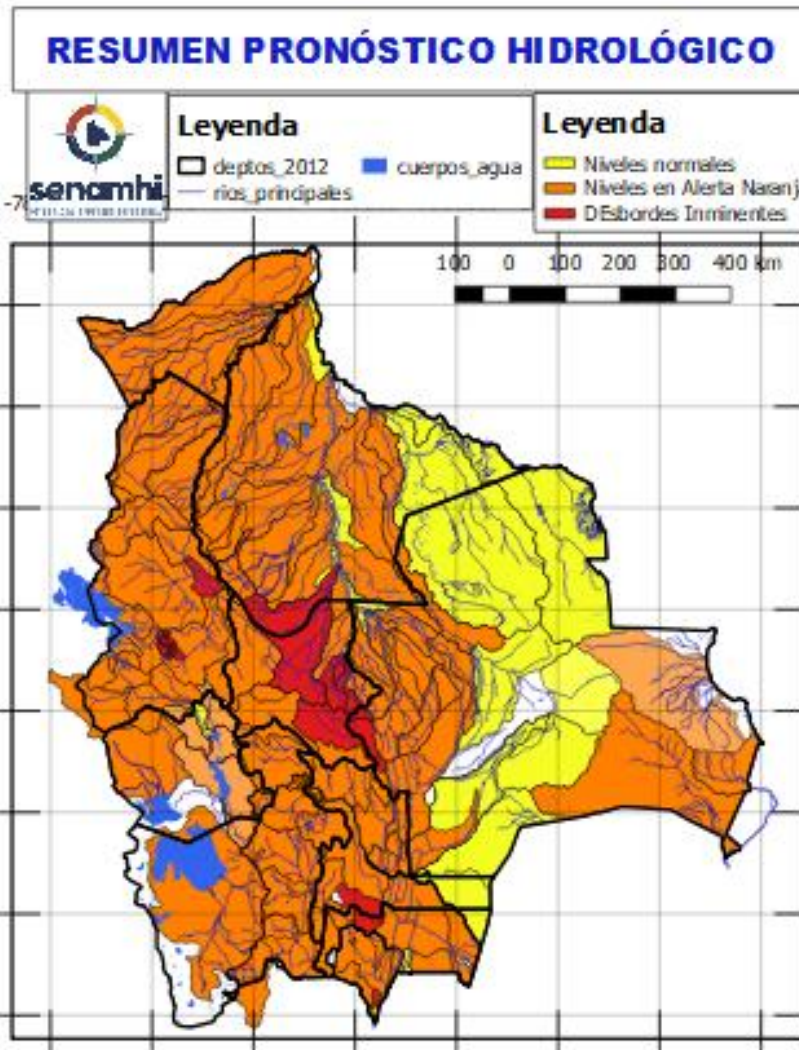 RESUMEN PRONÓSTICO HIDROLÓGICO
senamhi
Leyenda
deptos_2012
cuerpos_agua
rios_principales
Leyenda
Niveles normales
Niveles en Alerta Naranj
DEsbordes Inminentes
100 0 100 200 300 400 km